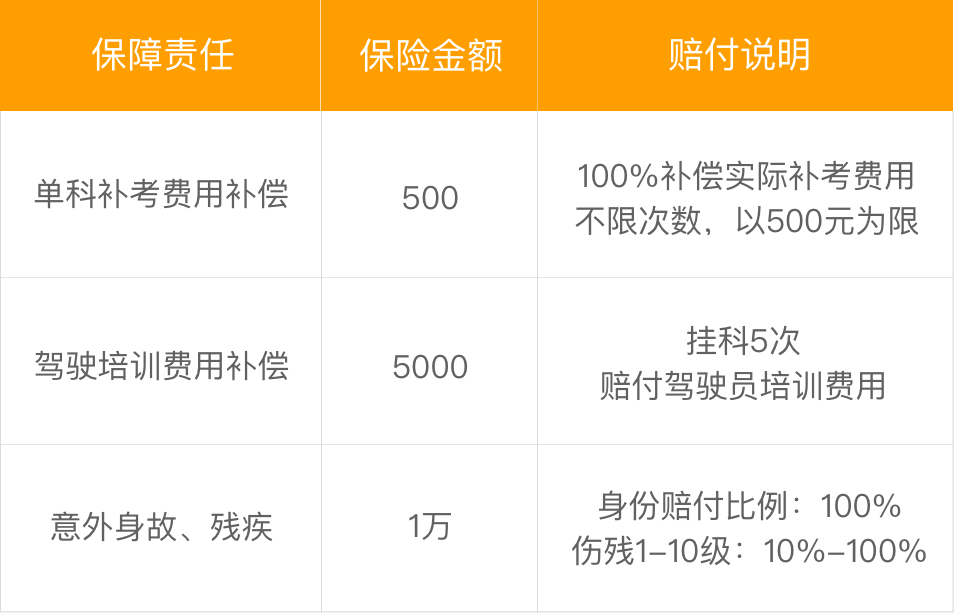 保障责任 保险金额 赔付说明
单科补考费用补偿 500 100%补偿实际补考费用
不限次数，以500元为限
驾驶培训费用补偿 5000 挂科5次
赔付驾驶员培训费用
意外身故、残疾 1万 身份赔付比例：100%
伤残1-10级：10%-100%